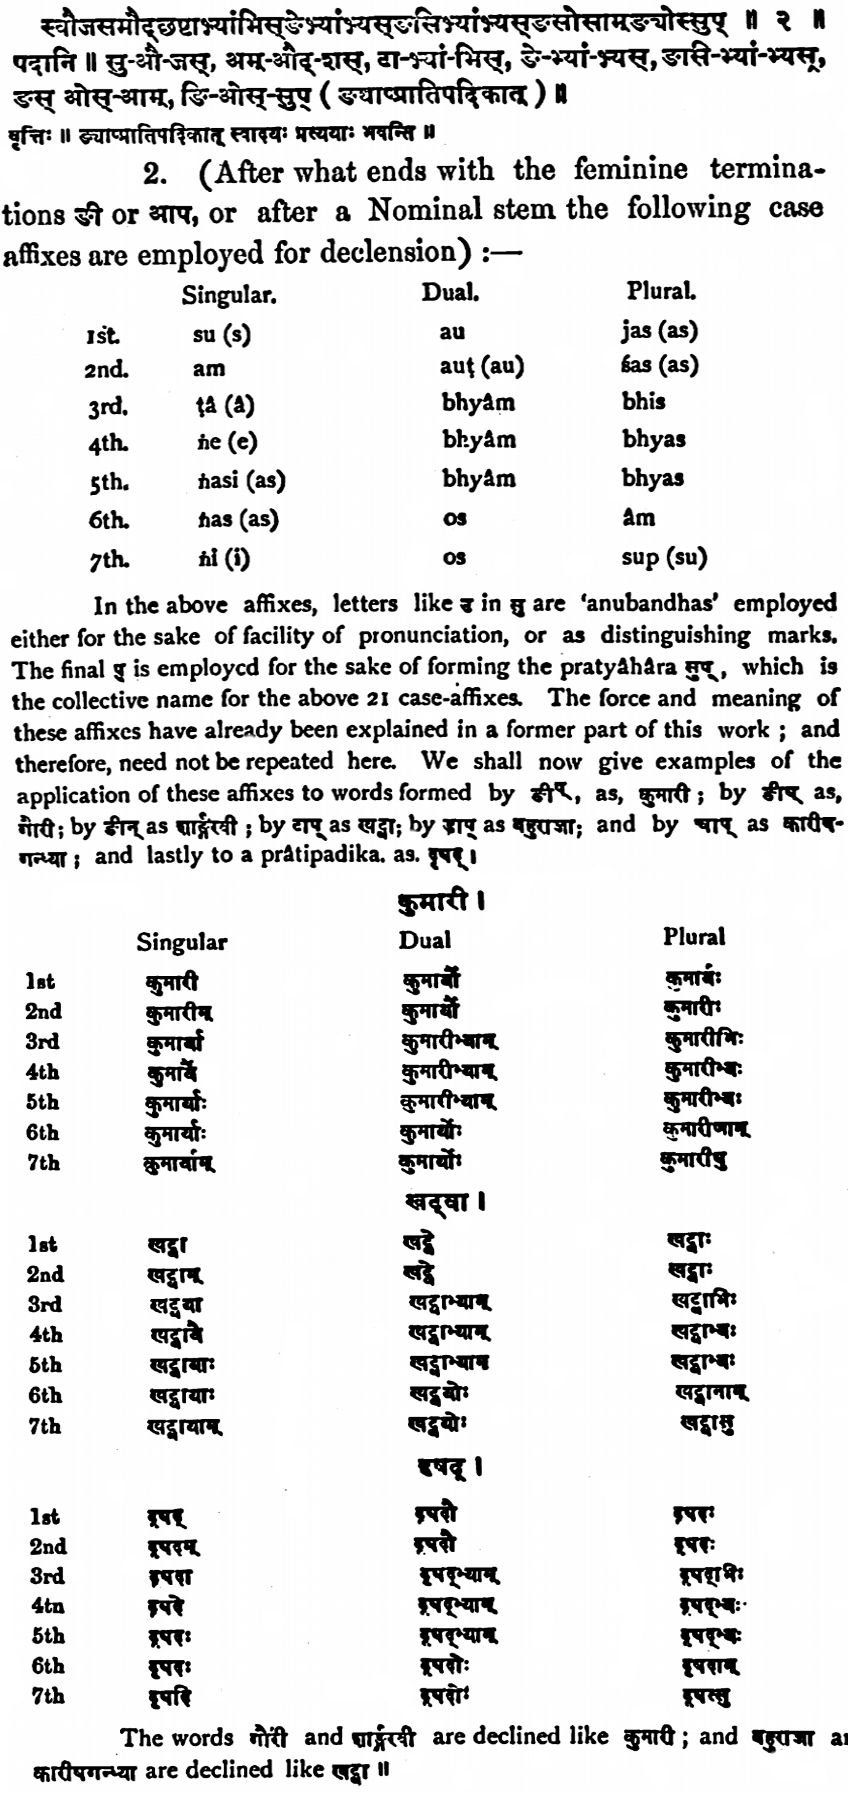 स्वौजसमौट्छष्टाभ्यांभिस्ङेभ्यांभ्यस्ङसिभ्यांभ्यस्ङसोसाम्ङ्योस्सुप् ॥ २ ॥
पदानि ॥ सु-औ-जस्, अम्-औट्-शस्, टा-भ्यां-भिस्, ङे-भ्यां-भ्यस्, ङसि-भ्यां-भ्यस्,
ङस् ओस्-आम्, ङि-ओस्-सुप् ( ङ्याप्प्रातिपदिकात् ) ॥
वृत्तिः ॥ ङ्याप्प्रातिपदिकात् स्वादयः प्रत्ययाः भवन्ति ॥
2. (After what ends with the feminine termina-
tions ङी or आप, or after a Nominal stem the following case
affixes are employed for declension) :—
Singular. Dual. Plural.
1st. su (s) au jas (as)
2nd. am auṭ (au) śas (as)
3rd. ṭâ (â) bhyâm bhis
4th. ṅe (e) bhyâm bhyas
5th. ṅasi (as) bhyâm bhyas
6th. ṅas (as) os âm
7th. ṅi (i) os sup (su)
In the above affixes, letters like उ in सु are 'anubandhas' employed
either for the sake of facility of pronunciation, or as distinguishing marks.
The final प् is employed for the sake of forming the pratyâhâra सुप्, which is
the collective name for the above 21 case-affixes. The force and meaning of
these affixes have already been explained in a former part of this work ; and
therefore, need not be repeated here. We shall now give examples of the
application of these affixes to words formed by ङीप्, as, कुमारी ; by ङीष् as,
गौरी; by ङीन् as शार्ङ्गरवी ; by टाप् as खट्वा; by डाप् as बहुराजा; and by चाप् as कारीष-
गन्ध्या ; and lastly to a prâtipadika. as. दृषद् ।
कुमारी ।
Singular Dual Plural
1st कुमारी कुमार्यौ कुमार्यः
2nd कुमारीम् कुमार्यौ कुमारीः
3rd कुमार्या कुमारीभ्याम् कुमारीभिः
4th कुमार्यै कुमारीभ्याम् कुमारीभ्यः
5th कुमार्याः कुमारीभ्याम् कुमारीभ्यः
6th कुमार्याः कुमार्योः कुमारीणाम्
7th कुमार्याम् कुमार्योः कुमारीषु
खट्वा ।
1st खट्वा खट्वे खट्वाः
2nd खट्वाम् खट्वे खट्वाः
3rd खट्वया खट्वाभ्याम् खट्वाभिः
4th खट्वायै खट्वाभ्याम् खट्वाभ्यः
5th खट्वायाः खट्वाभ्याम खट्वाभ्यः
6th खट्वायाः खट्वयोः खट्वानाम्
7th खट्वायाम् खट्वयोः खट्वासु
दृषद् ।
1st दृषद् दृषदौ दृषदः
2nd दृषदम् दृषदौ दृषदः
3rd दृषदा दृषद्भ्याम् दृषद्भिः
4th दृषदे दृषद्भ्याम् दृषद्भ्यः
5th दृषदः दृषद्भ्याम् दृषद्भ्यः
6th दृषदः दृषदोः दृषदाम्
7th दृषदि दृषदोः दृषत्सु
The words गौरी and शार्ङ्गरवी are declined like कुमारी ; and बहुराजा
कारीषगन्ध्या are declined like खट्वा ॥